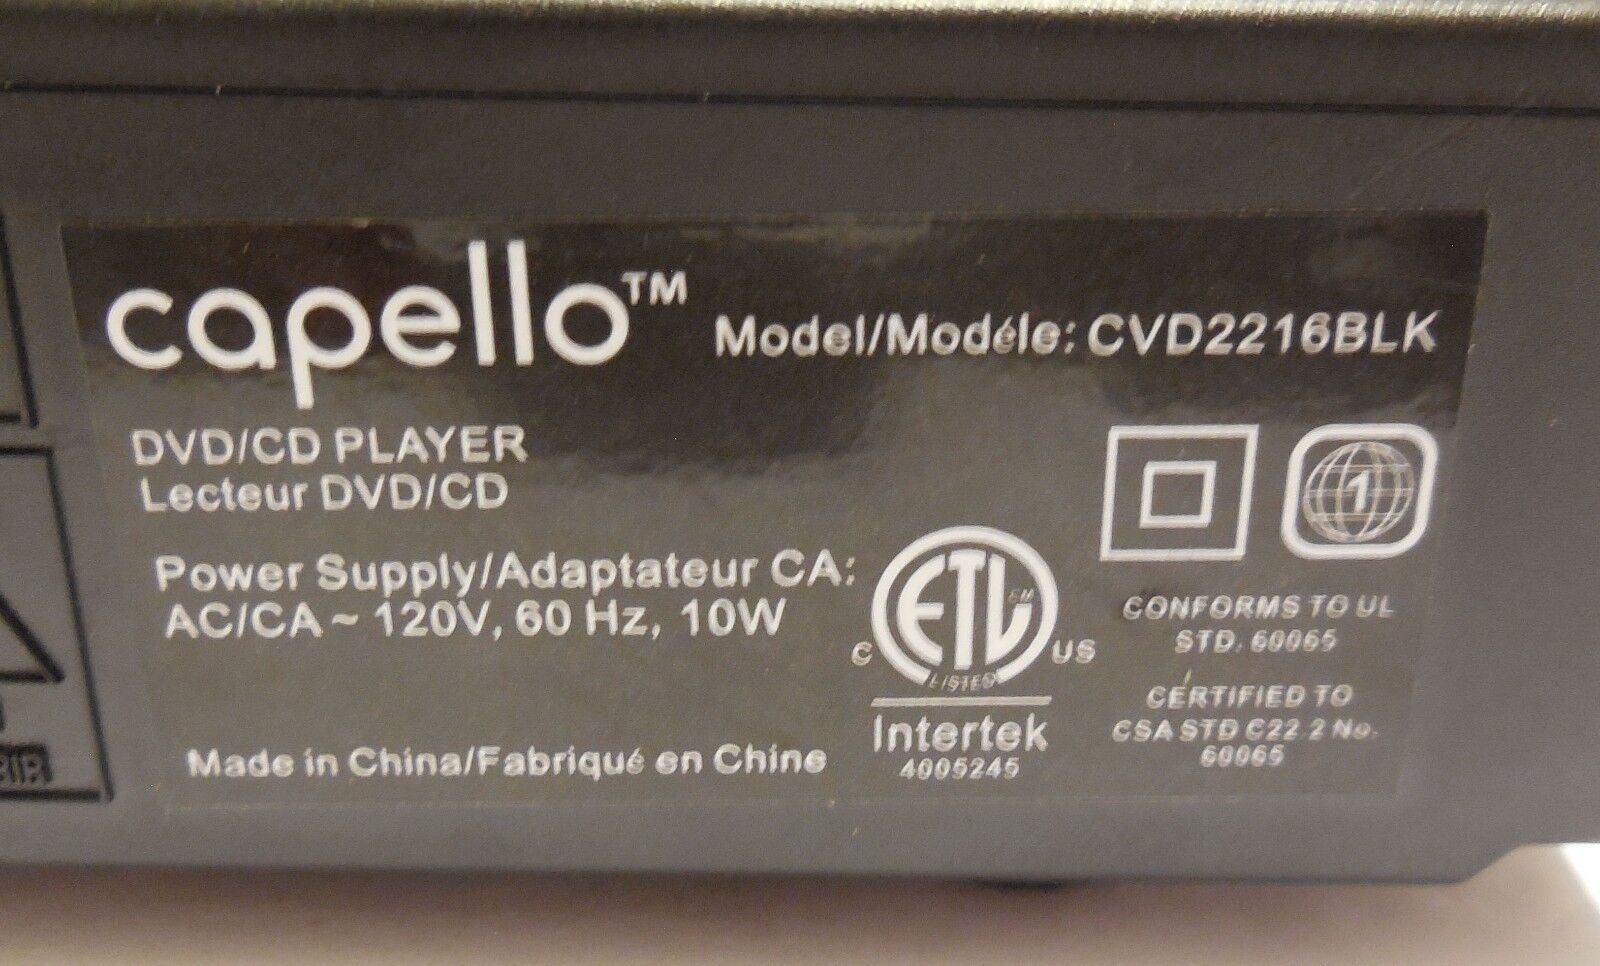 capello™
Model/Modéle: CVD2216BLK
DVD/CD PLAYER
Lecteur DVD/CD
1
Power Supply/Adaptateur CA:
AC/CA ~ 120V, 60 Hz, 10W
ETL
C
US
LISTED
Intertek
4005245
CONFORMS TO UL
STD. 60065
CERTIFIED TO
CSA STD C22.2 No.
60065
Made in China/Fabriqué en Chine